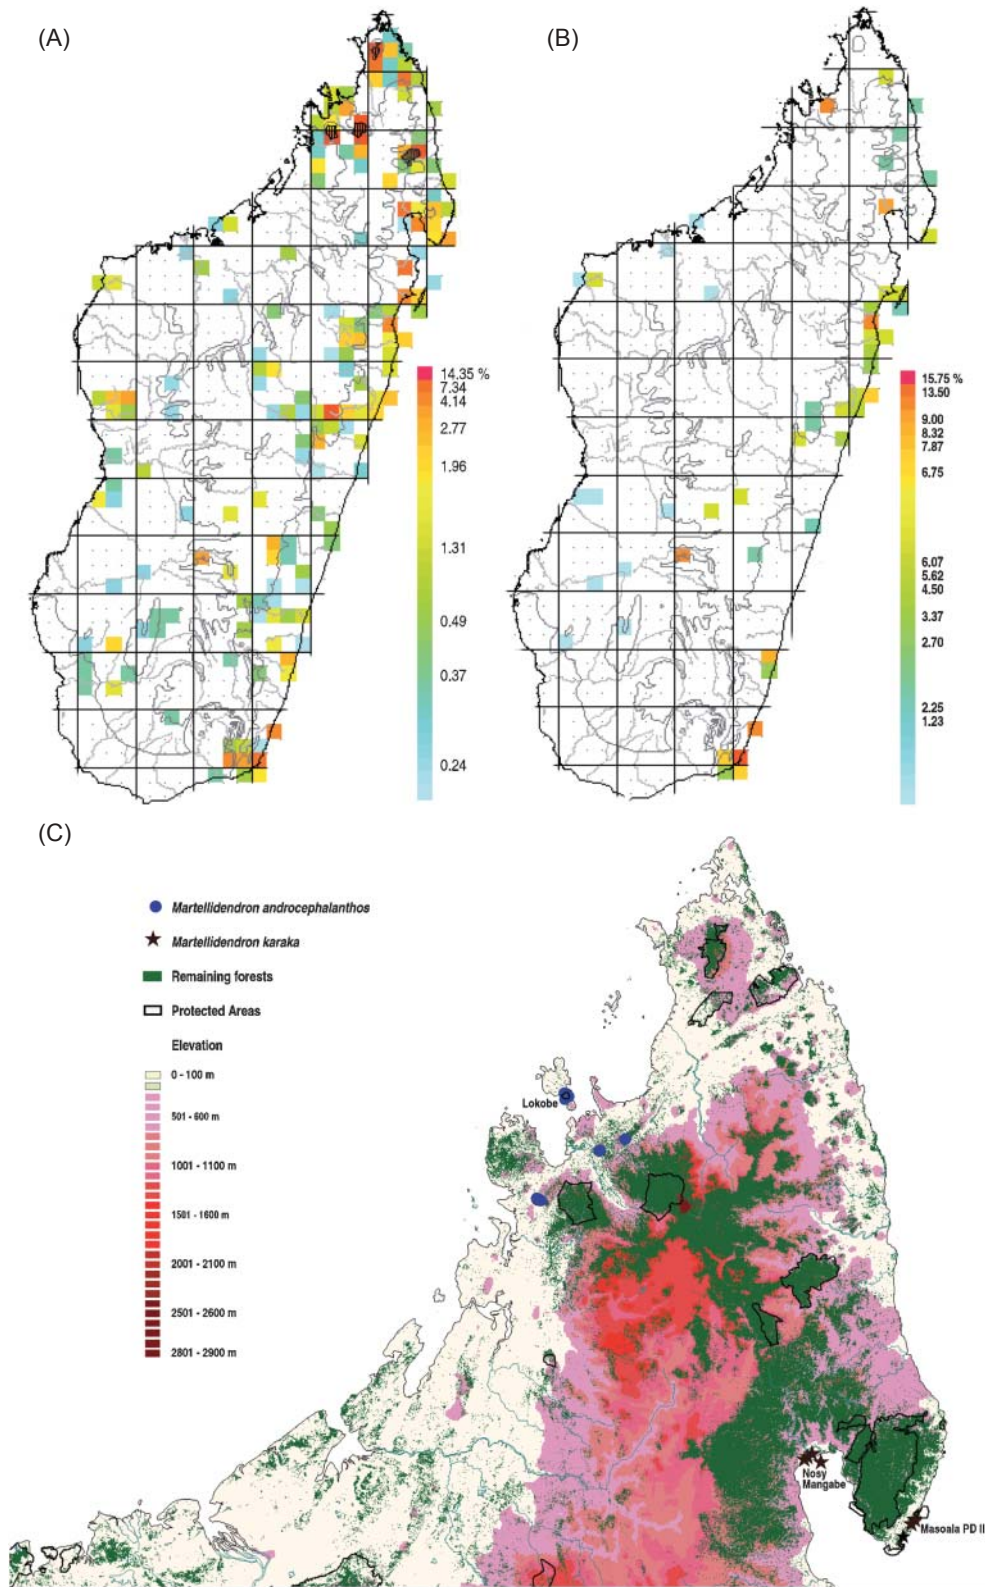 (A)
(B)
14.35 %
7.34
4.14
2.77
1.96
1.31
0.49
0.37
0.24
15.75 %
13.50
9.00
8.32
7.87
6.75
6.07
5.62
4.50
3.37
2.70
2.25
1.23
(C)
Martellidendron androcephalanthos
Martellidendron karaka
Remaining forests
Protected Areas
Elevation
0 - 100 m
501 - 600 m
1001 - 1100 m
1501 - 1600 m
2001 - 2100 m
2501 - 2600 m
2801 - 2900 m
Lokobe
Nosy
Mangabe
Masoala PD II